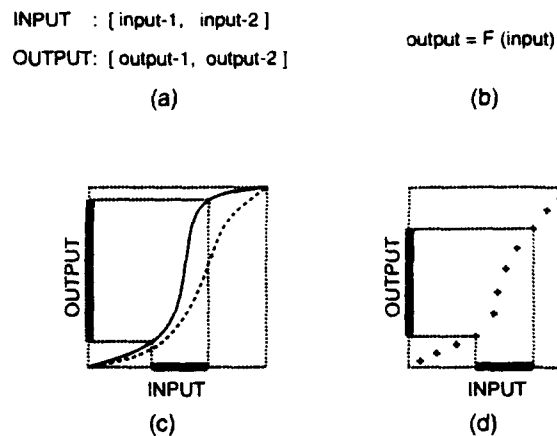 INPUT : [ input-1, input-2 ]
OUTPUT: [ output-1, output-2 ]
(a)
output = F (input)
(b)
OUTPUT
INPUT
(c)
OUTPUT
INPUT
(d)